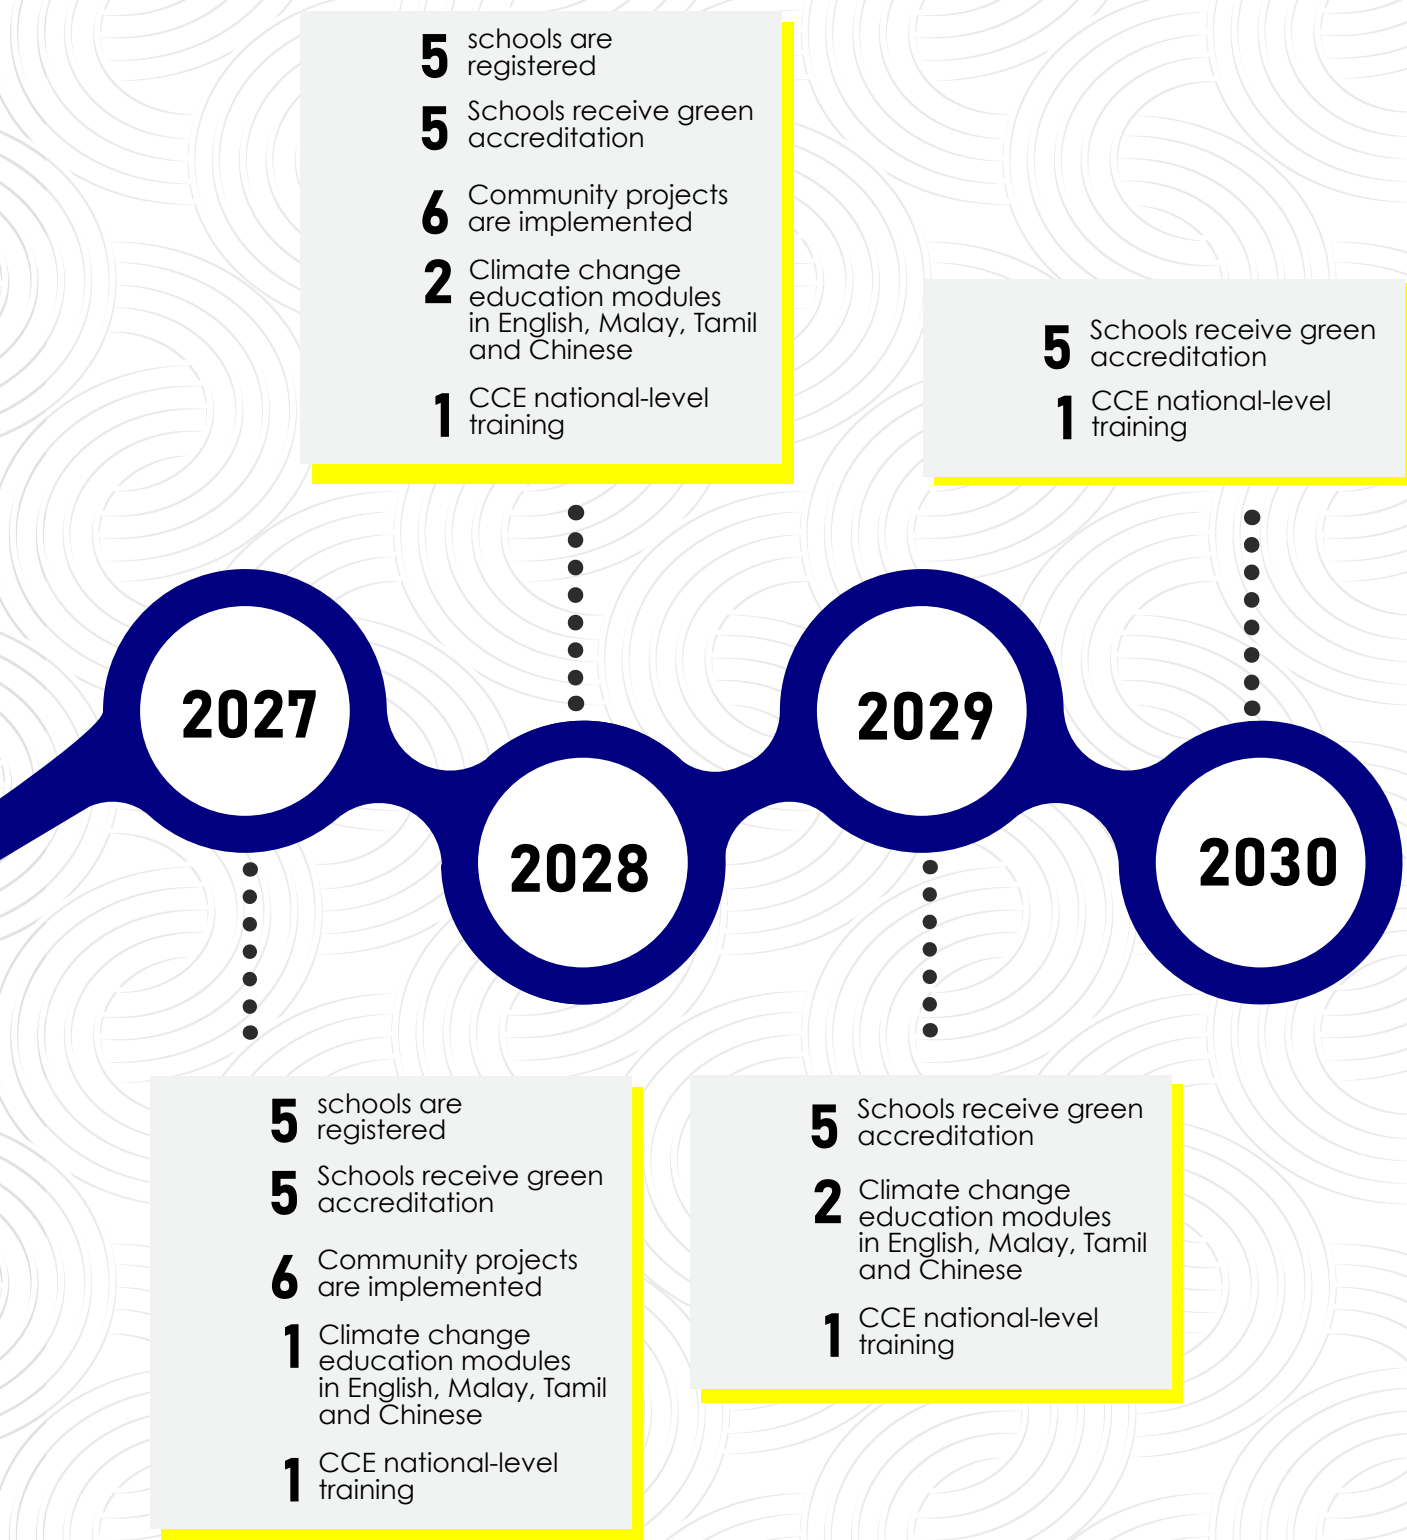 5 schools are
registered
5 Schools receive green
accreditation
6 Community projects
are implemented
2 Climate change
education modules
in English, Malay, Tamil
and Chinese
1 CCE national-level
training
5 Schools receive green
accreditation
1 CCE national-level
training
2027
2028
2029
2030
5 schools are
registered
5 Schools receive green
accreditation
6 Community projects
are implemented
1 Climate change
education modules
in English, Malay, Tamil
and Chinese
1 CCE national-level
training
5 Schools receive green
accreditation
2 Climate change
education modules
in English, Malay, Tamil
and Chinese
1 CCE national-level
training